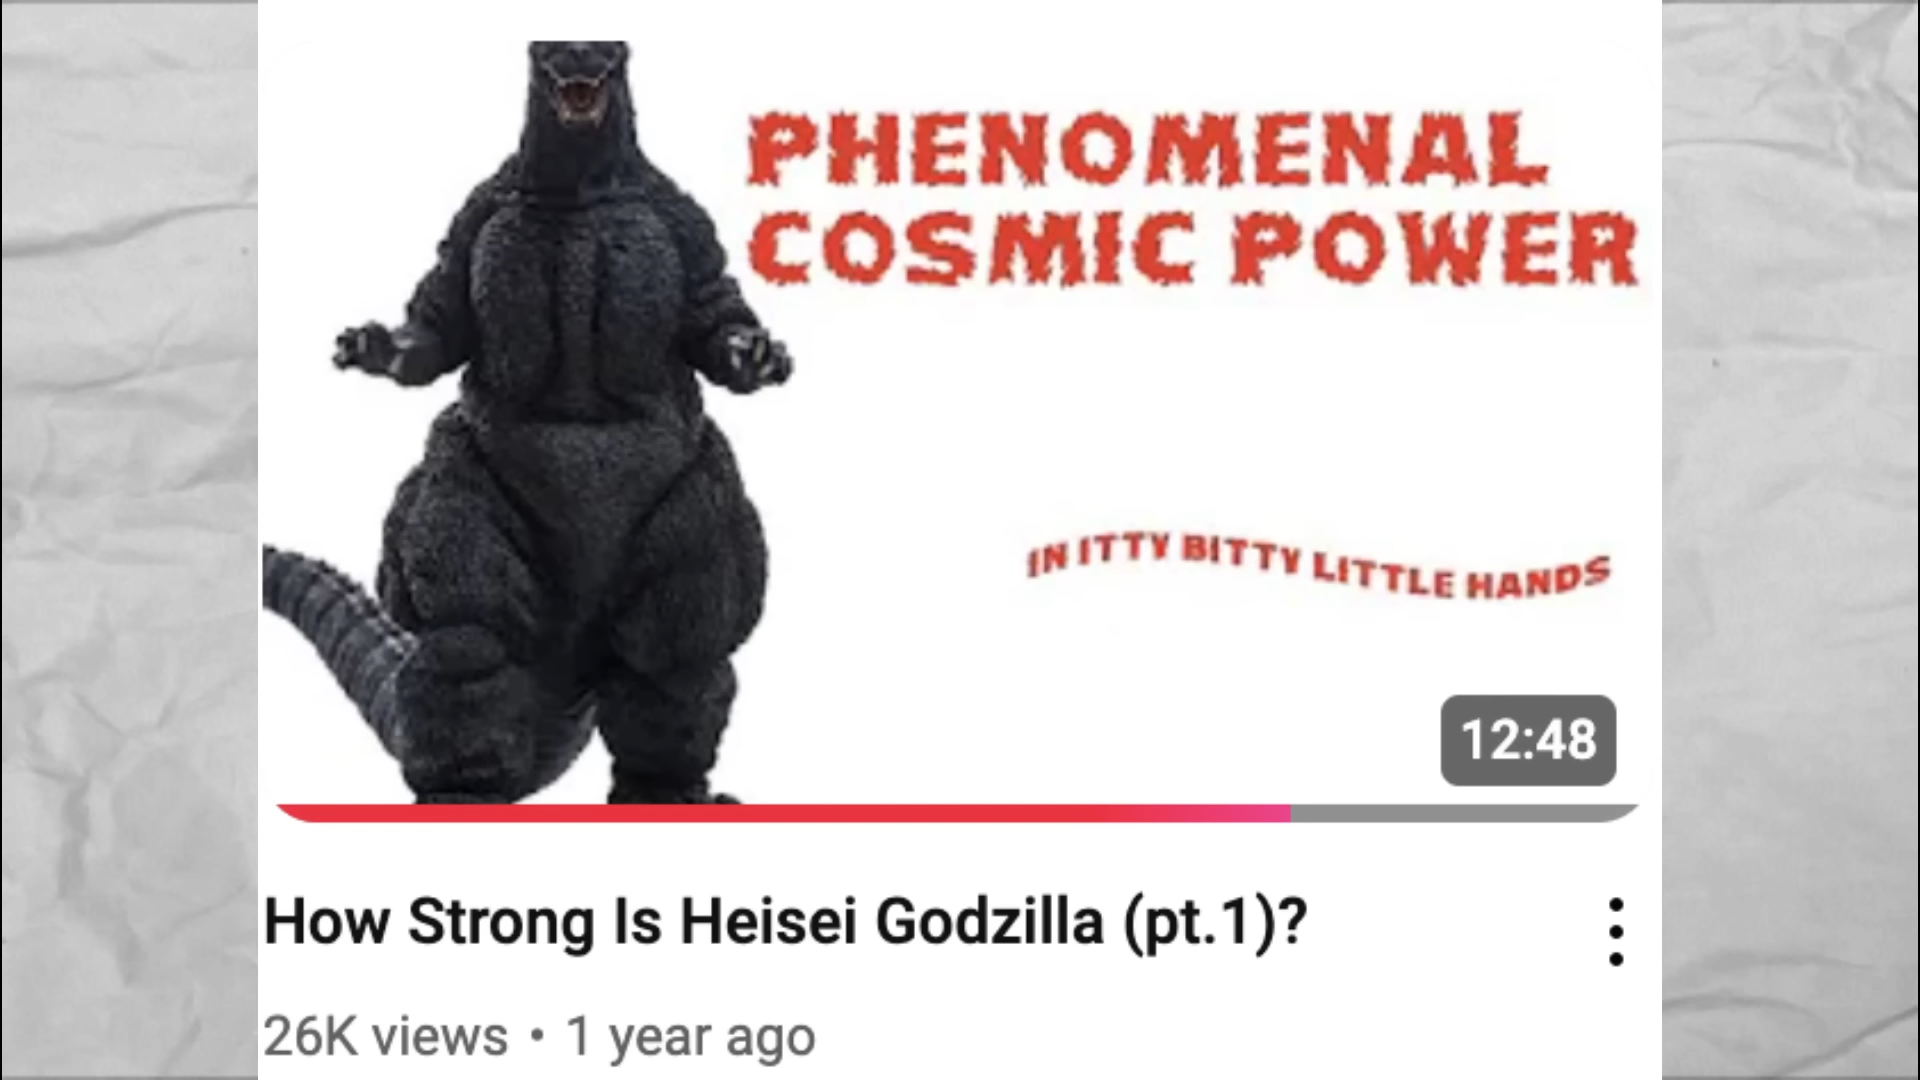 PHENOMENAL
COSMIC POWER
IN ITTY BITTY LITTLE HANDS
12:48
How Strong Is Heisei Godzilla (pt.1)?
26K views • 1 year ago